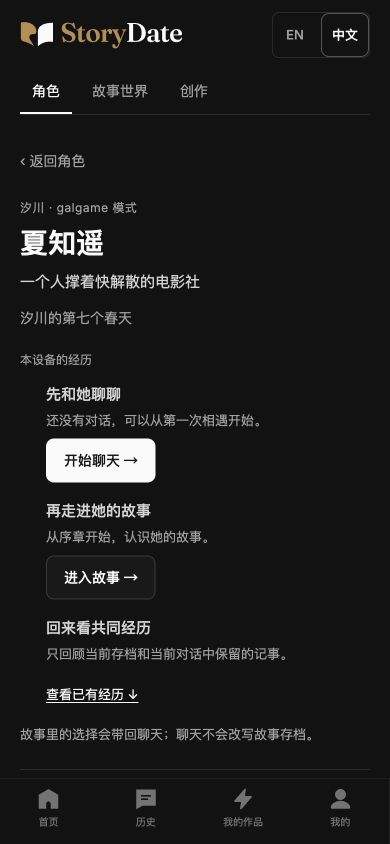 StoryDate
EN
中文
角色
故事世界
创作
‹ 返回角色
汐川 · galgame 模式
夏知遥
一个人撑着快解散的电影社
汐川的第七个春天
本设备的经历
先和她聊聊
还没有对话，可以从第一次相遇开始。
开始聊天 →
再走进她的故事
从序章开始，认识她的故事。
进入故事 →
回来看共同经历
只回顾当前存档和当前对话中保留的记事。
查看已有经历 ↓
故事里的选择会带回聊天；聊天不会改写故事存档。
首页
历史
我的作品
我的